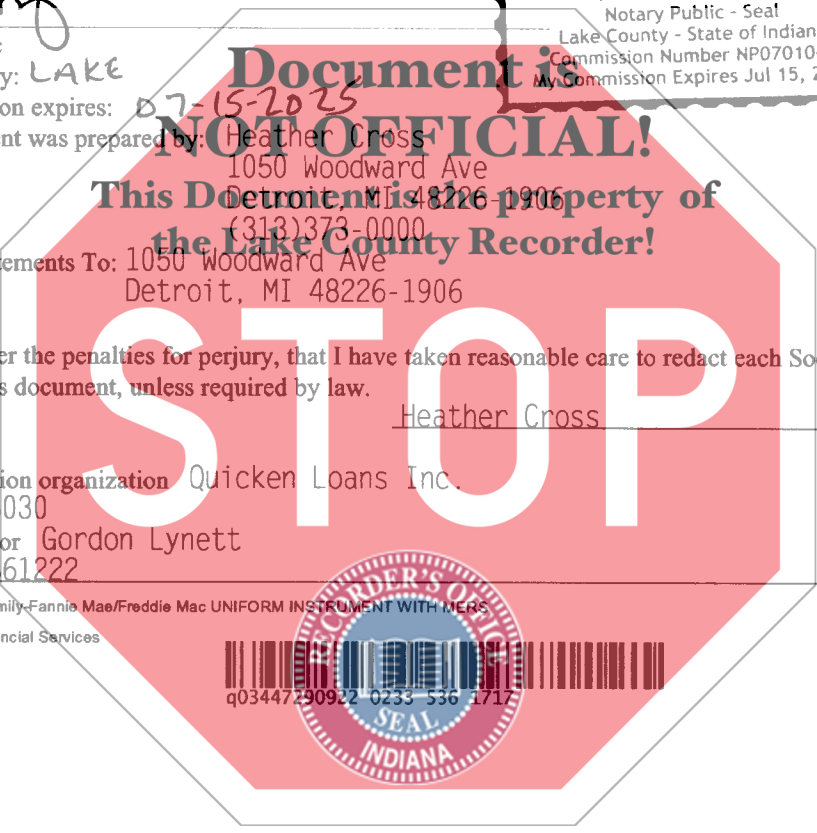 Notary Public - Seal
Lake County - State of Indian
Commission Number NP07010
My Commission Expires Jul 15, 2
y: LAKE
on expires: 07-15-2025
nt was prepared by: Heather Cross
1050 Woodward Ave
Detroit, MI 48226-1906
(313)373-0000
Document is
NOT OFFICIAL!
This Document is the property of
the Lake County Recorder!
ements To: 1050 Woodward Ave
Detroit, MI 48226-1906
STOP
er the penalties for perjury, that I have taken reasonable care to redact each So
s document, unless required by law.
Heather Cross
ion organization Quicken Loans Inc.
030
or Gordon Lynett
61222
mily-Fannie Mae/Freddie Mac UNIFORM INSTRUMENT WITH MERS
ncial Services
q03447290922 0233 536 1717
RECORDER'S OFFICE
SEAL
INDIANA